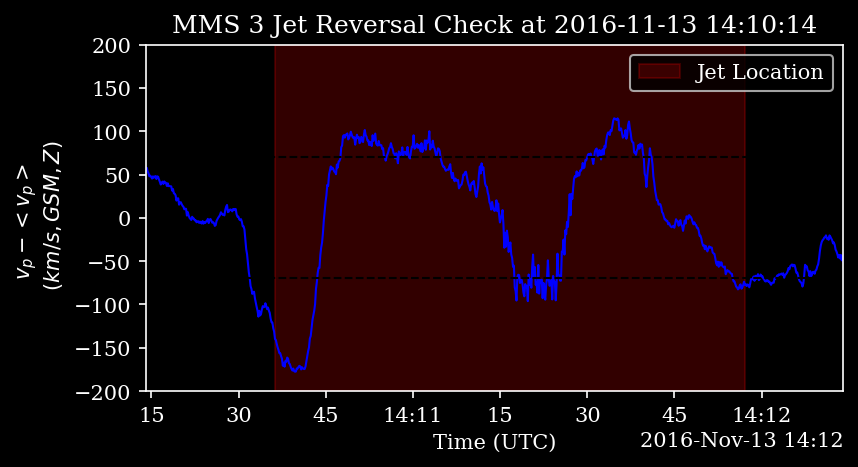 MMS 3 Jet Reversal Check at 2016-11-13 14:10:14
Jet Location
200
150
100
50
0
−50
−100
−150
−200
v_p − < v_p >
(km/s, GSM, Z)
15 30 45 14:11 15 30 45 14:12
Time (UTC)
2016-Nov-13 14:12